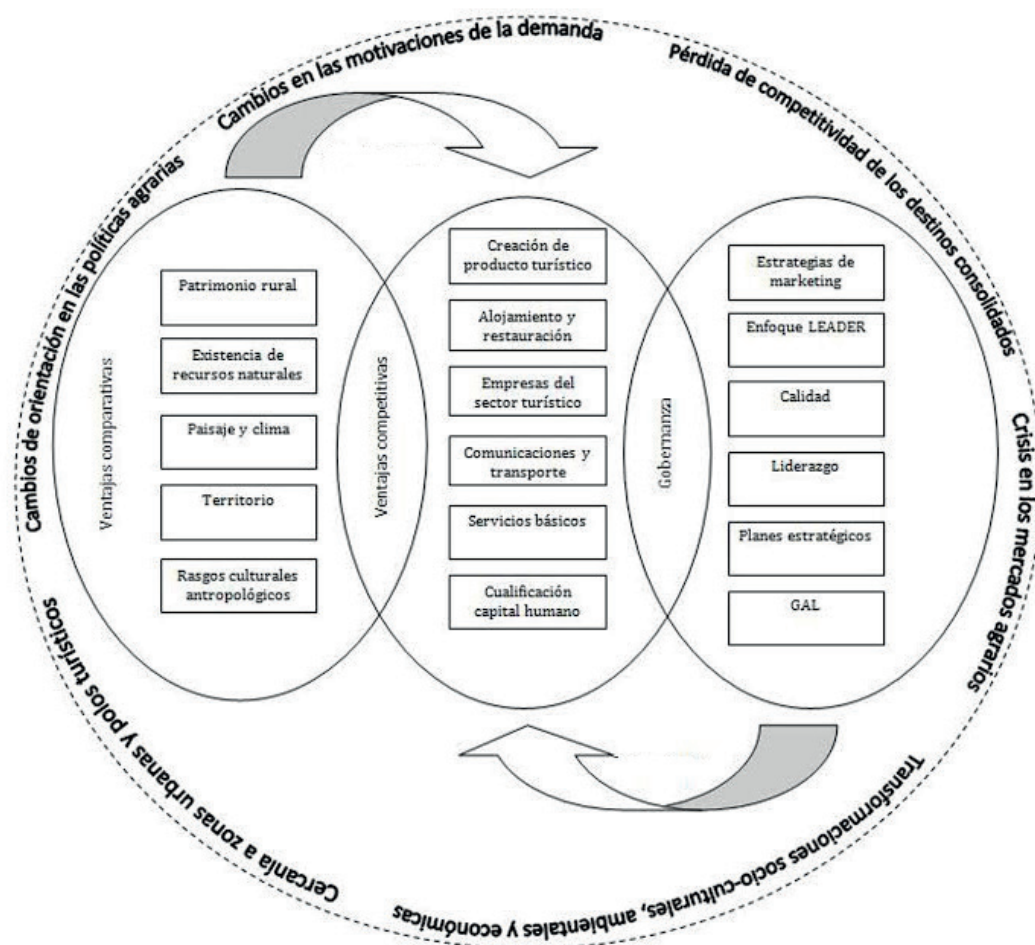 Cambios en las motivaciones de la demanda
Pérdida de competitividad de los destinos consolidados
Cambios de orientación en las políticas agrarias
Crisis en los mercados agrarios
Cercanía a zonas urbanas y polos turísticos
Transformaciones socio-culturales, ambientales y económicas
Ventajas comparativas
Patrimonio rural
Existencia de
recursos naturales
Paisaje y clima
Territorio
Rasgos culturales
antropológicos
Ventajas competitivas
Creación de
producto turístico
Alojamiento y
restauración
Empresas del
sector turístico
Comunicaciones y
transporte
Servicios básicos
Cualificación
capital humano
Gobernanza
Estrategias de
marketing
Enfoque LEADER
Calidad
Liderazgo
Planes estratégicos
GAL